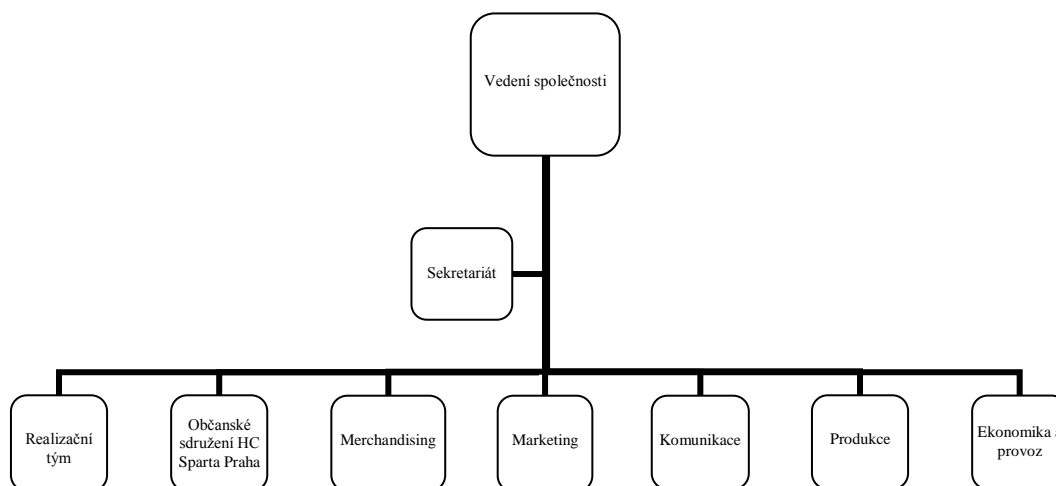 Vedení společnosti
Sekretariát
Realizační
tým
Občanské
sdružení HC
Sparta Praha
Merchandising
Marketing
Komunikace
Produkce
Ekonomika a
provoz